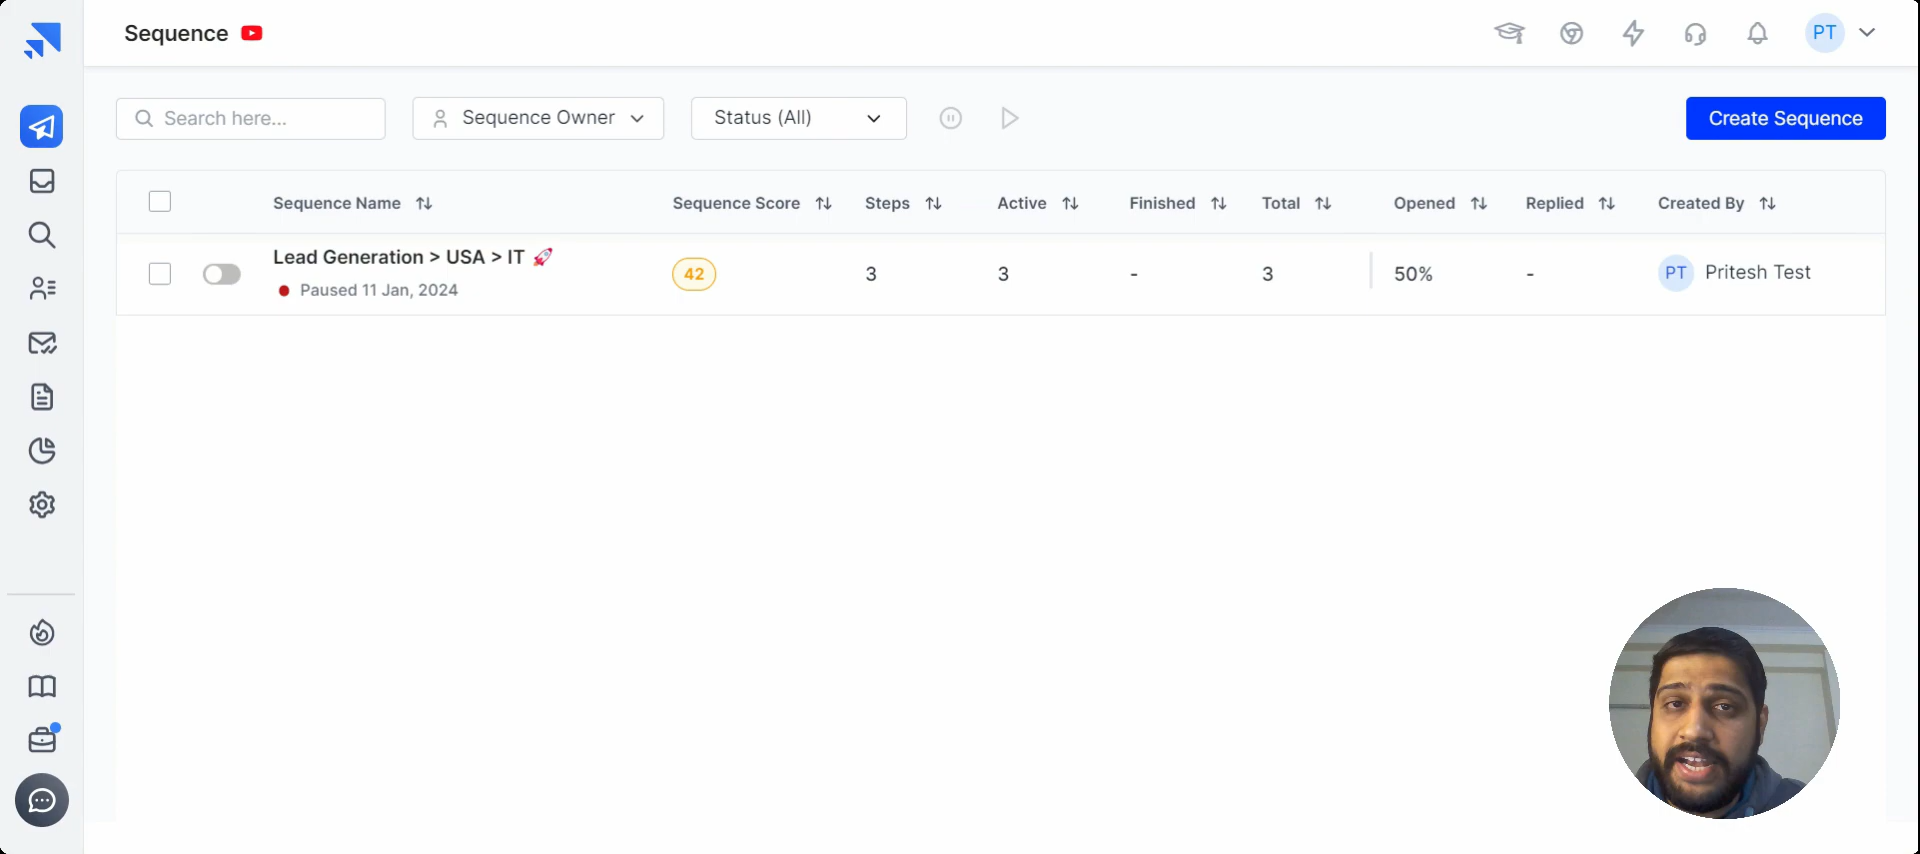 Sequence
PT
Search here...
Sequence Owner
Status (All)
Create Sequence
Sequence Name Sequence Score Steps Active Finished Total Opened Replied Created By
Lead Generation > USA > IT 🚀
Paused 11 Jan, 2024
42 3 3 - 3 50% - PT Pritesh Test